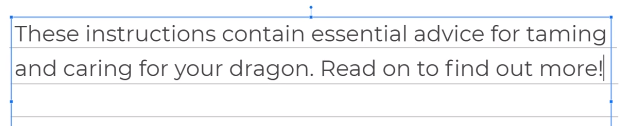 These instructions contain essential advice for taming
and caring for your dragon. Read on to find out more!